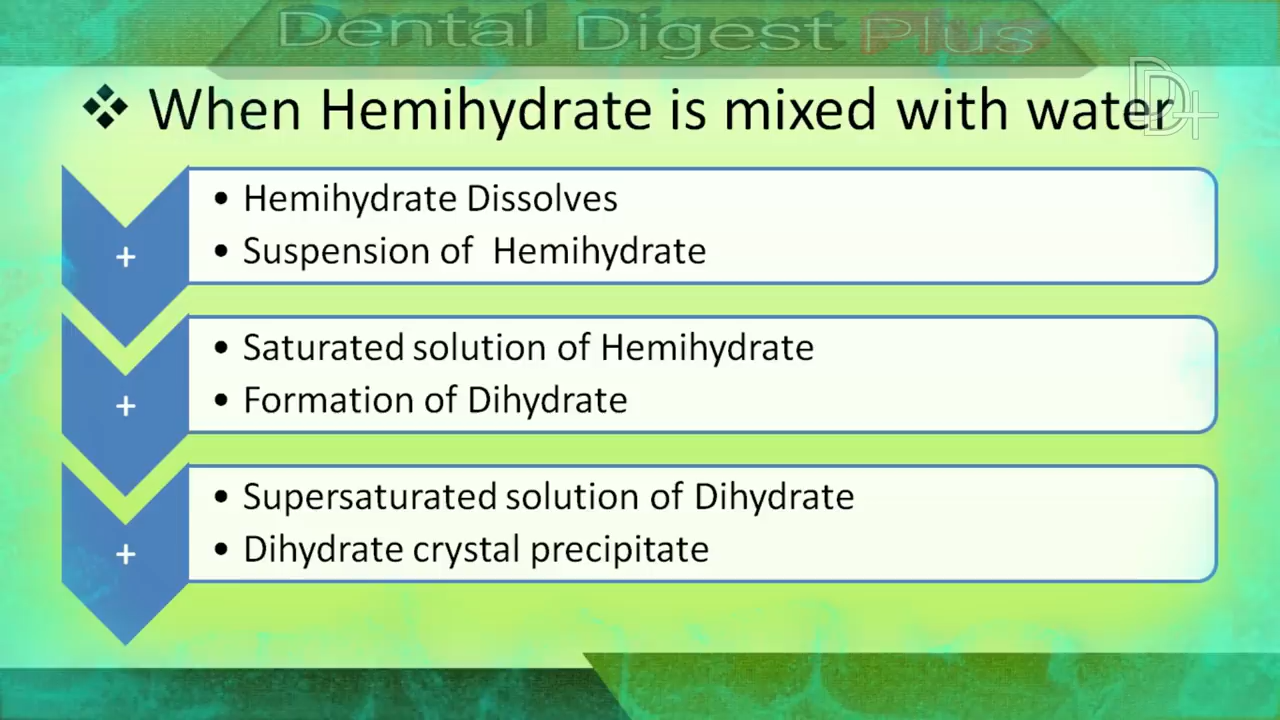 Dental Digest Plus
❖ When Hemihydrate is mixed with water
D+
+
• Hemihydrate Dissolves
• Suspension of Hemihydrate
+
• Saturated solution of Hemihydrate
• Formation of Dihydrate
+
• Supersaturated solution of Dihydrate
• Dihydrate crystal precipitate